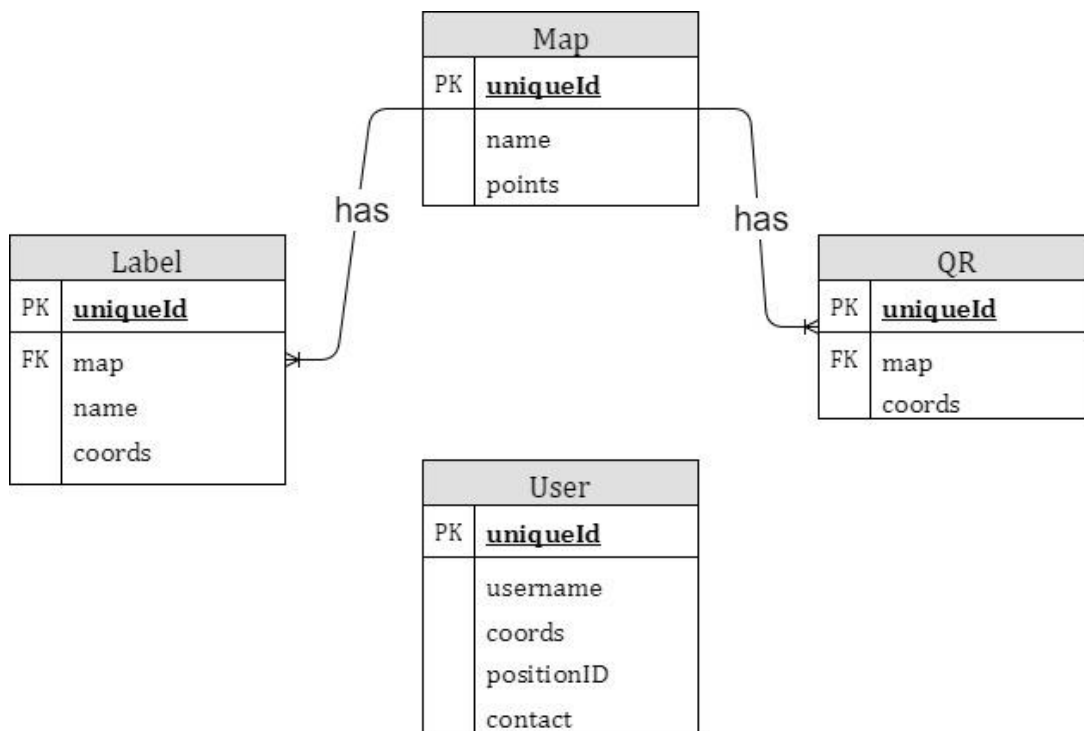 Map
PK uniqueId
name
points
has
has
Label
PK uniqueId
FK map
name
coords
QR
PK uniqueId
FK map
coords
User
PK uniqueId
username
coords
positionID
contact